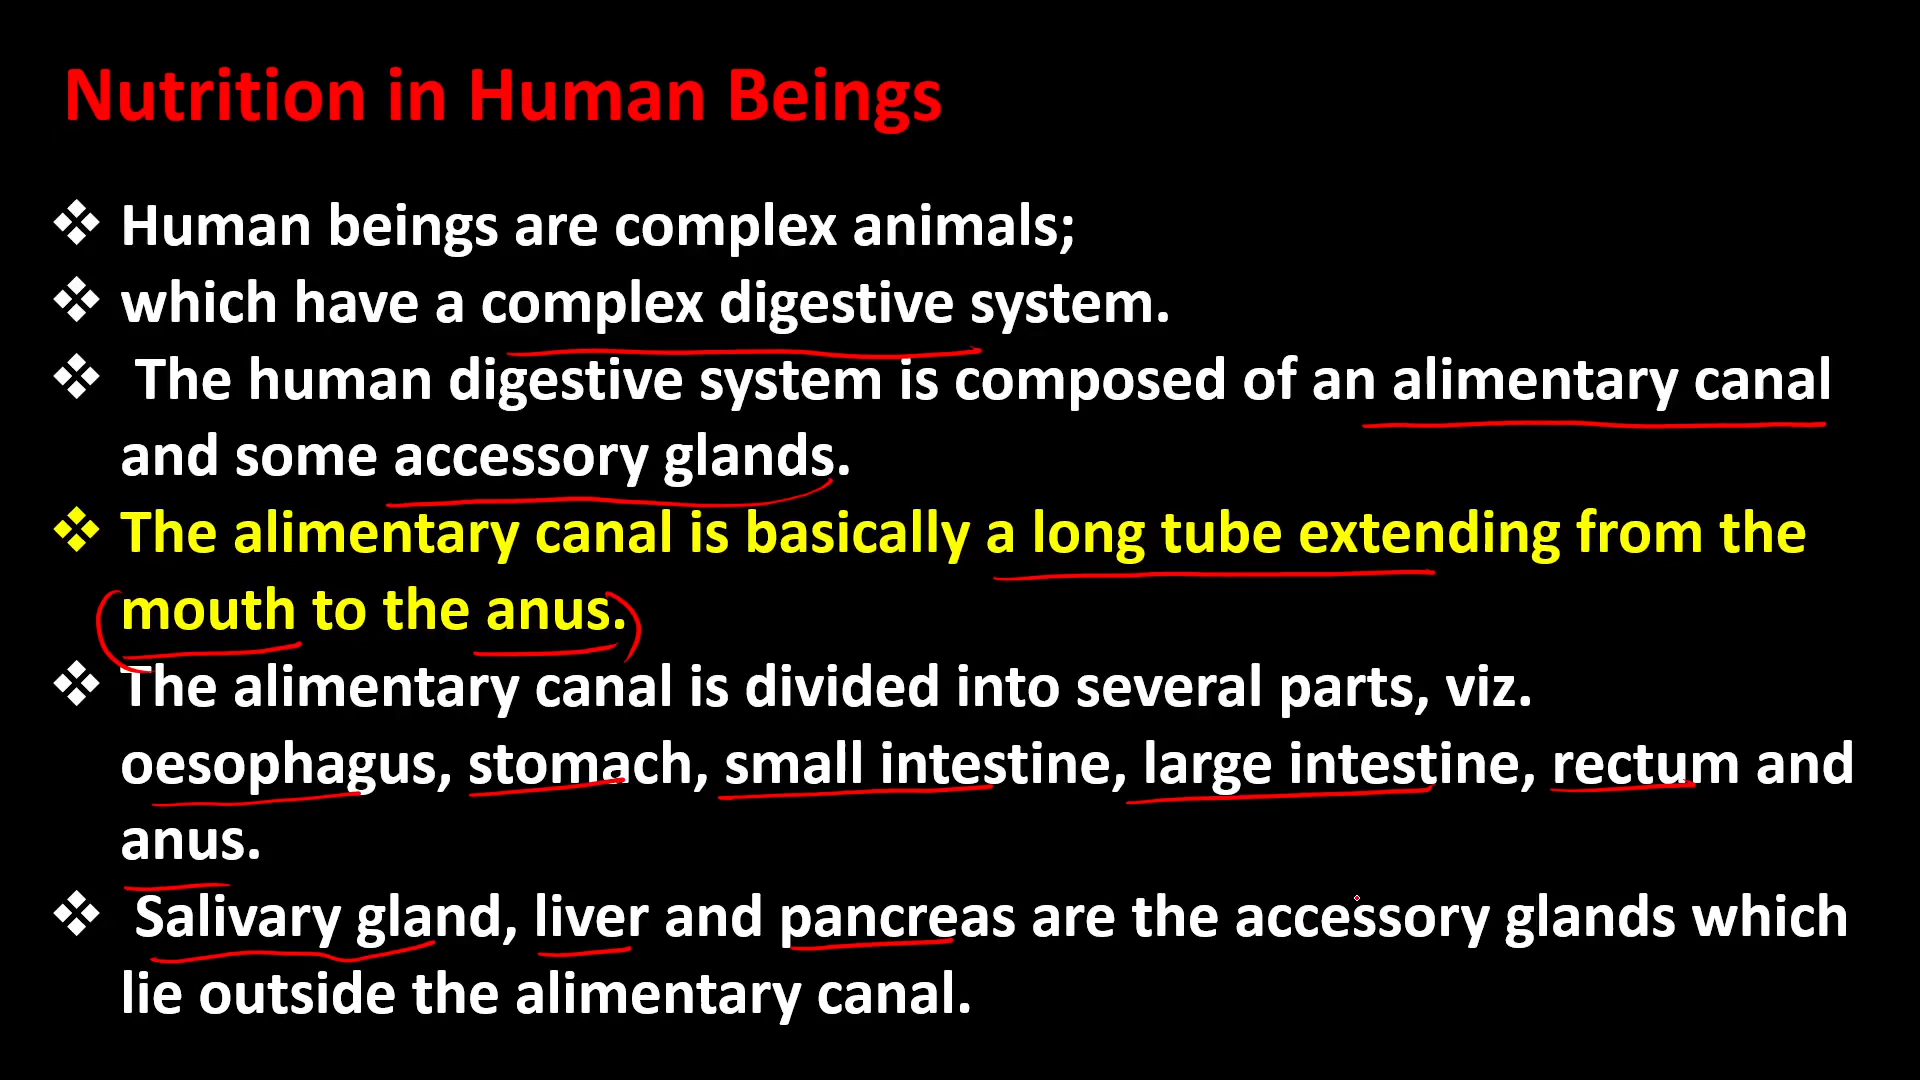 Nutrition in Human Beings
❖ Human beings are complex animals;
❖ which have a complex digestive system.
❖ The human digestive system is composed of an alimentary canal
and some accessory glands.
❖ The alimentary canal is basically a long tube extending from the
mouth to the anus.
❖ The alimentary canal is divided into several parts, viz.
oesophagus, stomach, small intestine, large intestine, rectum and
anus.
❖ Salivary gland, liver and pancreas are the accessory glands which
lie outside the alimentary canal.